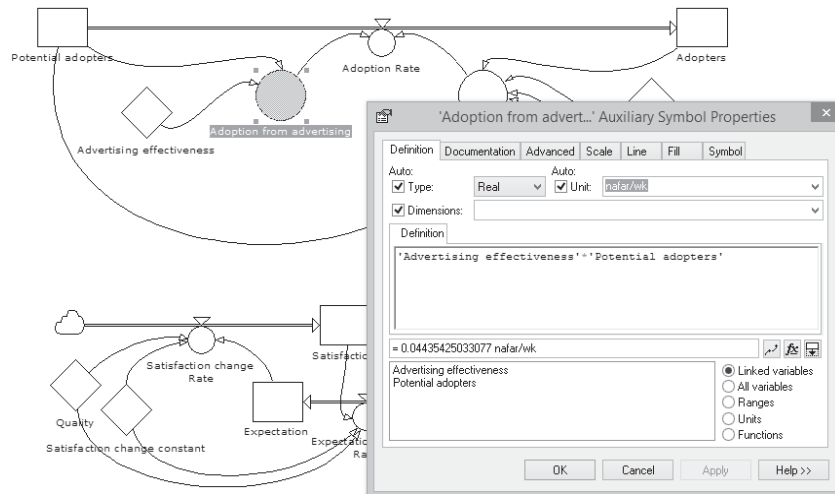 Potential adopters
Adoption Rate
Adopters
Adoption from advertising
Advertising effectiveness
'Adoption from advert...' Auxiliary Symbol Properties
Definition Documentation Advanced Scale Line Fill Symbol
Auto: Auto:
Type: Real Unit: nafar/wk
Dimensions:
Definition
'Advertising effectiveness'*'Potential adopters'
= 0.04435425033077 nafar/wk
fx
Advertising effectiveness
Potential adopters
Linked variables
All variables
Ranges
Units
Functions
OK Cancel Apply Help >>
Satisfaction change
Rate
Quality
Satisfaction change constant
Expectation